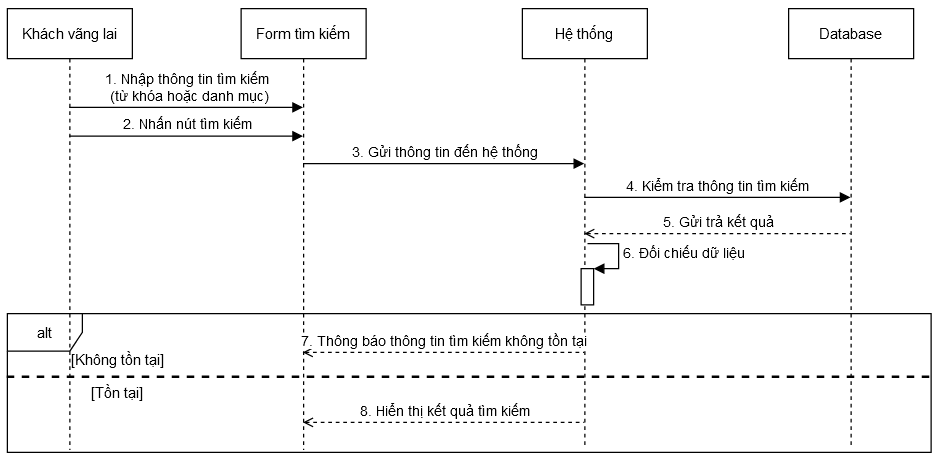 Khách vãng lai
Form tìm kiếm
Hệ thống
Database
1. Nhập thông tin tìm kiếm
(từ khóa hoặc danh mục)
2. Nhấn nút tìm kiếm
3. Gửi thông tin đến hệ thống
4. Kiểm tra thông tin tìm kiếm
5. Gửi trả kết quả
6. Đối chiếu dữ liệu
alt
7. Thông báo thông tin tìm kiếm không tồn tại
[Không tồn tại]
[Tồn tại]
8. Hiển thị kết quả tìm kiếm